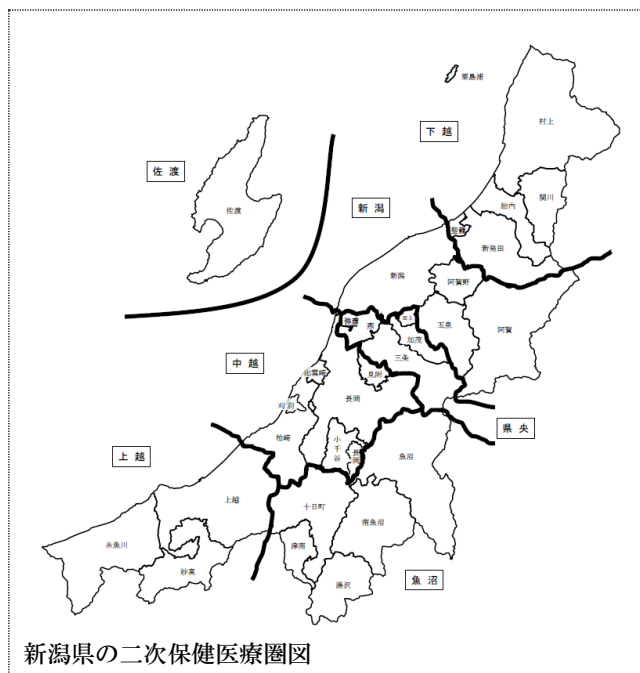 粟島浦
村上
下越
佐渡
関川
胎内
佐渡
新潟
聖籠
新発田
新潟
阿賀野
弥彦
燕
田上
五泉
阿賀
加茂
三条
中越
出雲崎
見附
長岡
刈羽
県央
柏崎
小千谷
長岡
魚沼
上越
上越
十日町
南魚沼
糸魚川
津南
妙高
湯沢
魚沼
新潟県の二次保健医療圏図